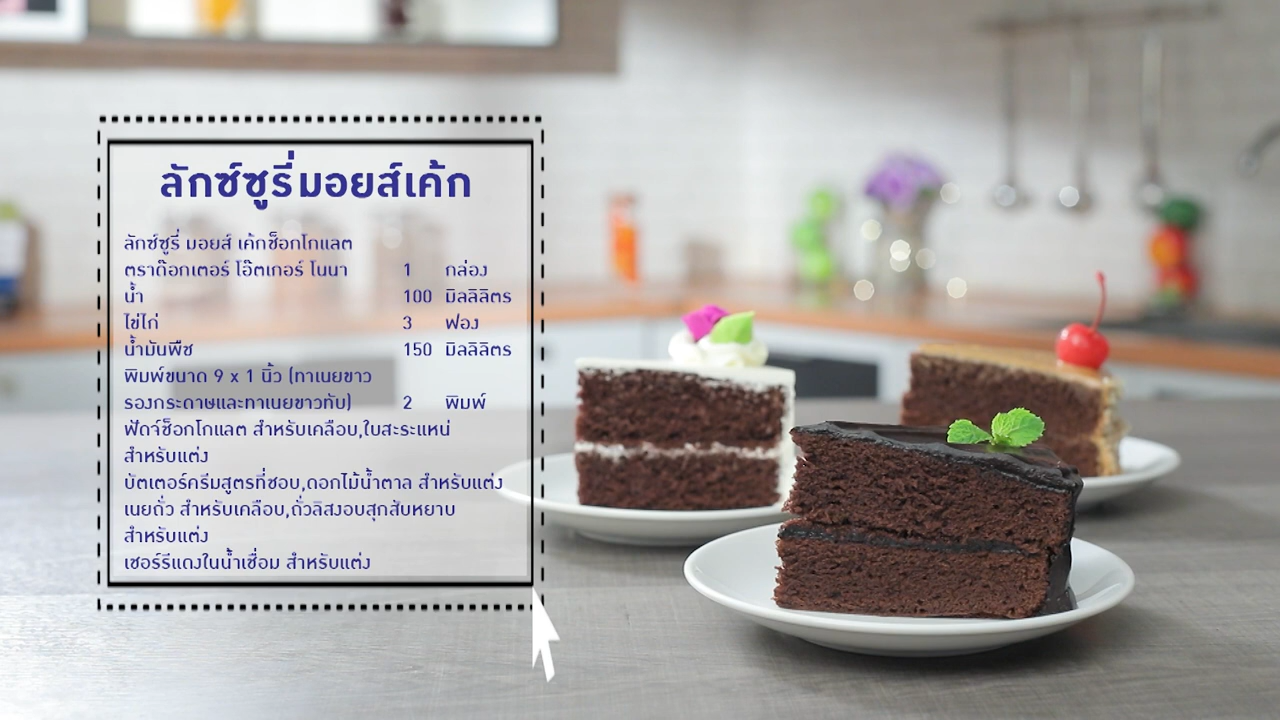 ลักซ์ซูรี่มอยส์เค้ก
ลักซ์ซูรี่ มอยส์ เค้กช็อกโกแลต
ตราด๊อกเตอร์ โอ๊ตเกอร์ โนนา 1 กล่อง
น้ำ 100 มิลลิลิตร
ไข่ไก่ 3 ฟอง
น้ำมันพืช 150 มิลลิลิตร
พิมพ์ขนาด 9 x 1 นิ้ว (ทาเนยขาว
รองกระดาษและทาเนยขาวทับ) 2 พิมพ์
ฟัดว์ช็อกโกแลต สำหรับเคลือบ,ใบสะระแหน่
สำหรับแต่ง
บัตเตอร์ครีมสูตรที่ชอบ,ดอกไม้น้ำตาล สำหรับแต่ง
เนยถั่ว สำหรับเคลือบ,ถั่วลิสงอบสุกสับหยาบ
สำหรับแต่ง
เชอร์รีแดงในน้ำเชื่อม สำหรับแต่ง